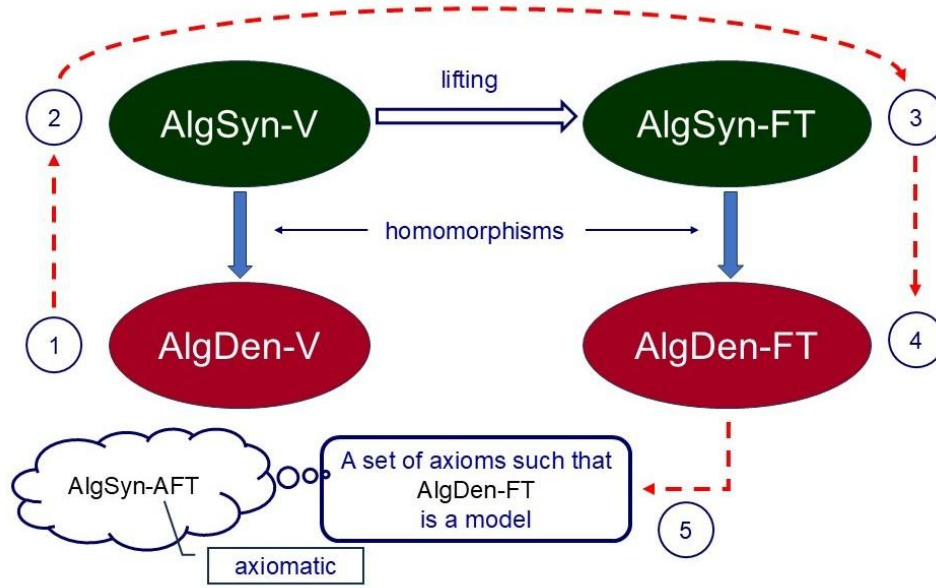 lifting
2
AlgSyn-V
AlgSyn-FT
3
homomorphisms
1
AlgDen-V
AlgDen-FT
4
AlgSyn-AFT
A set of axioms such that
AlgDen-FT
is a model
5
axiomatic